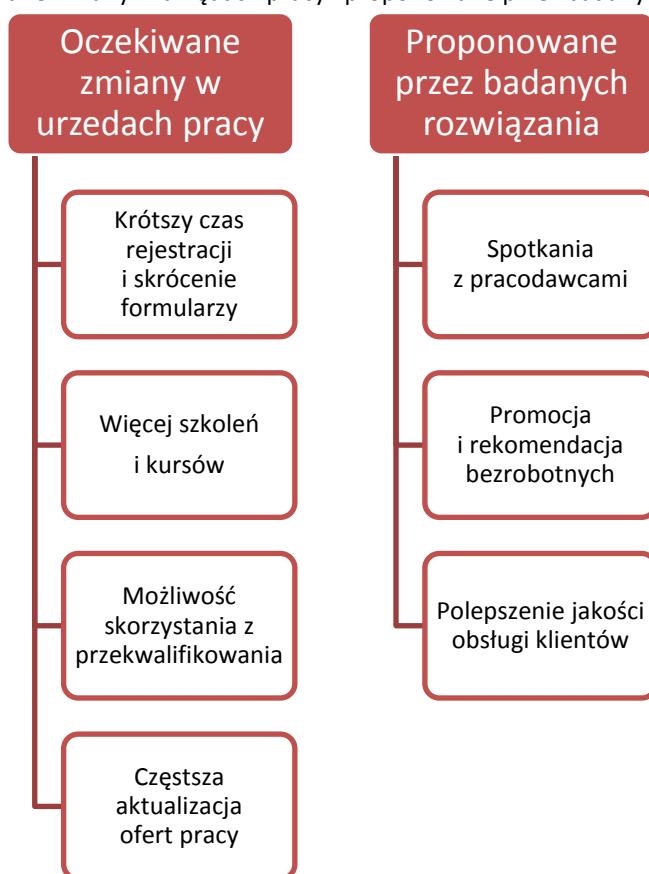 Oczekiwane
zmiany w
urzedach pracy
Krótszy czas
rejestracji
i skrócenie
formularzy
Więcej szkoleń
i kursów
Możliwość
skorzystania z
przekwalifikowania
Częstsza
aktualizacja
ofert pracy
Proponowane
przez badanych
rozwiązania
Spotkania
z pracodawcami
Promocja
i rekomendacja
bezrobotnych
Polepszenie jakości
obsługi klientów